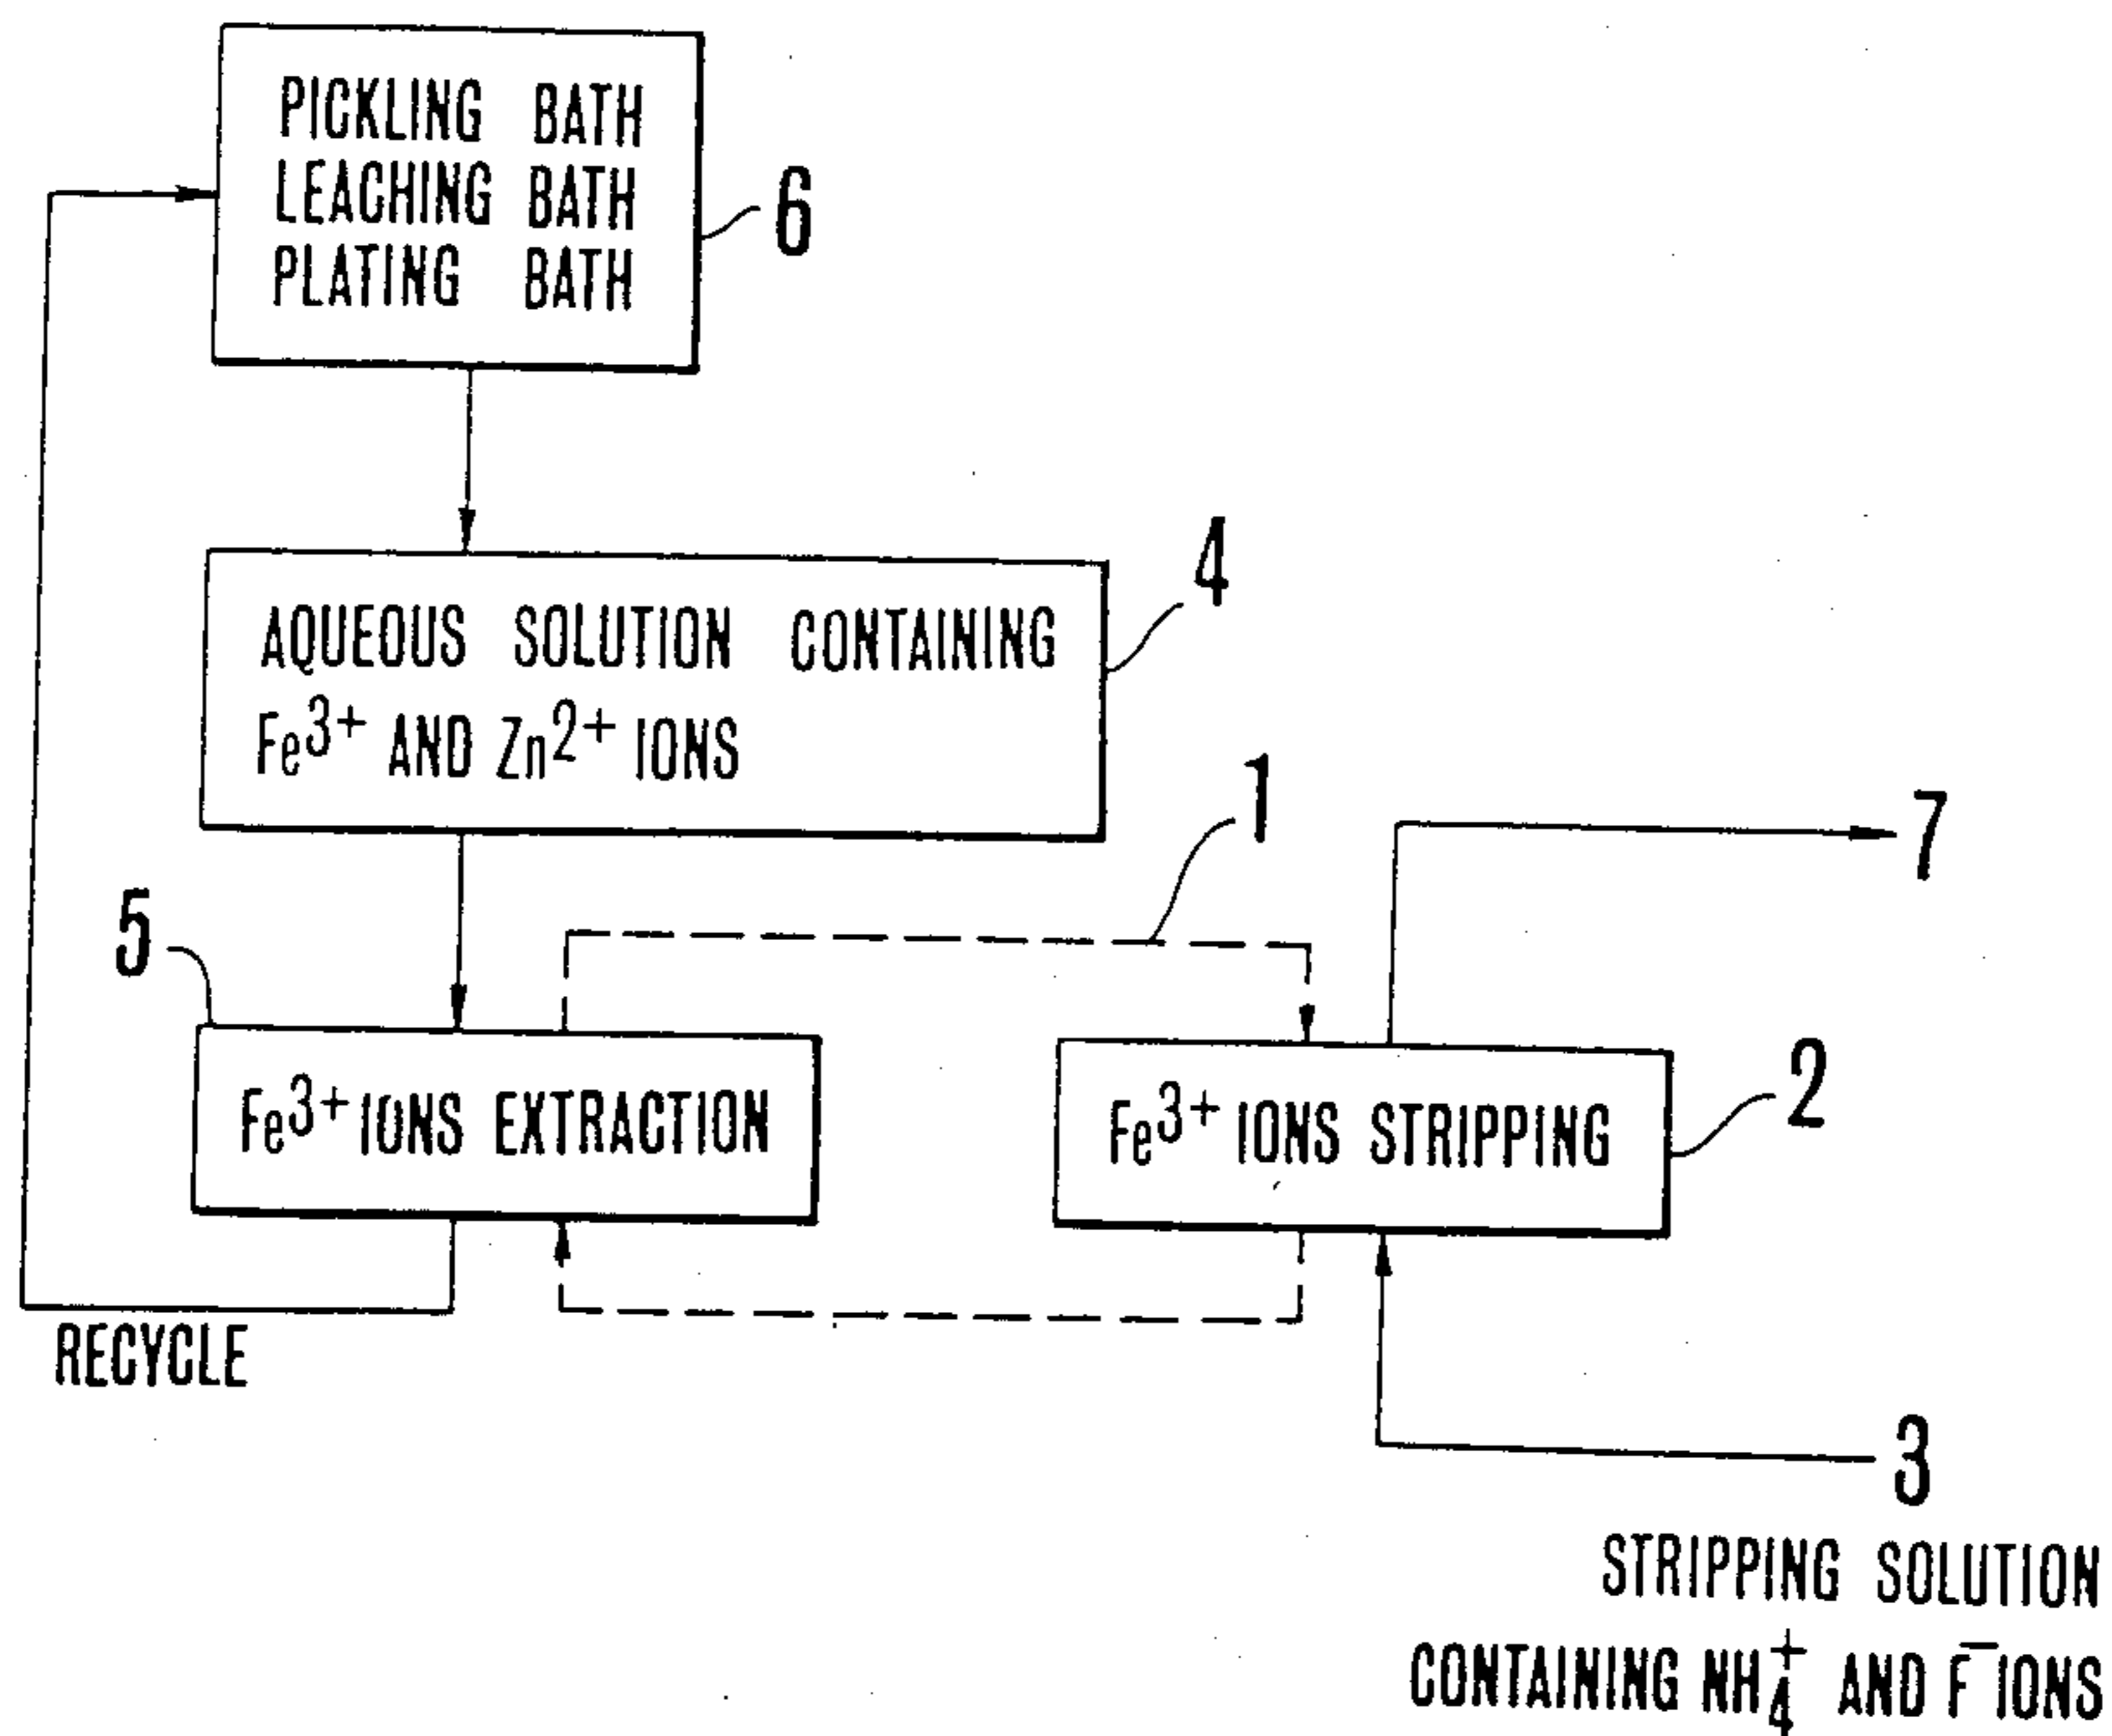 PICKLING BATH
LEACHING BATH
PLATING BATH
6
AQUEOUS SOLUTION CONTAINING
Fe3+ AND Zn2+ IONS
4
1
7
5
Fe3+ IONS EXTRACTION
Fe3+ IONS STRIPPING
2
RECYCLE
3
STRIPPING SOLUTION
CONTAINING NH4+ AND F− IONS